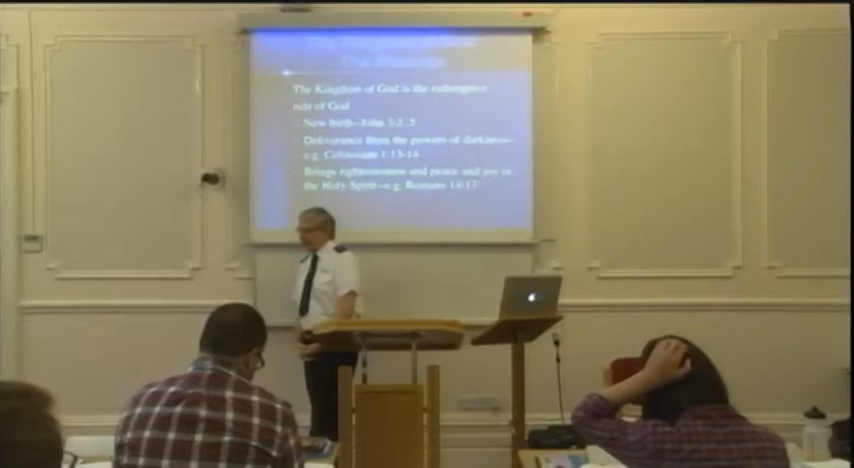 The Message
The Kingdom of God is the redemptive
rule of God
- New birth--John 3:3..5
- Deliverance from the powers of darkness--
e.g. Colossians 1:13-14
- Brings righteousness and peace and joy in
the Holy Spirit--e.g. Romans 14:17